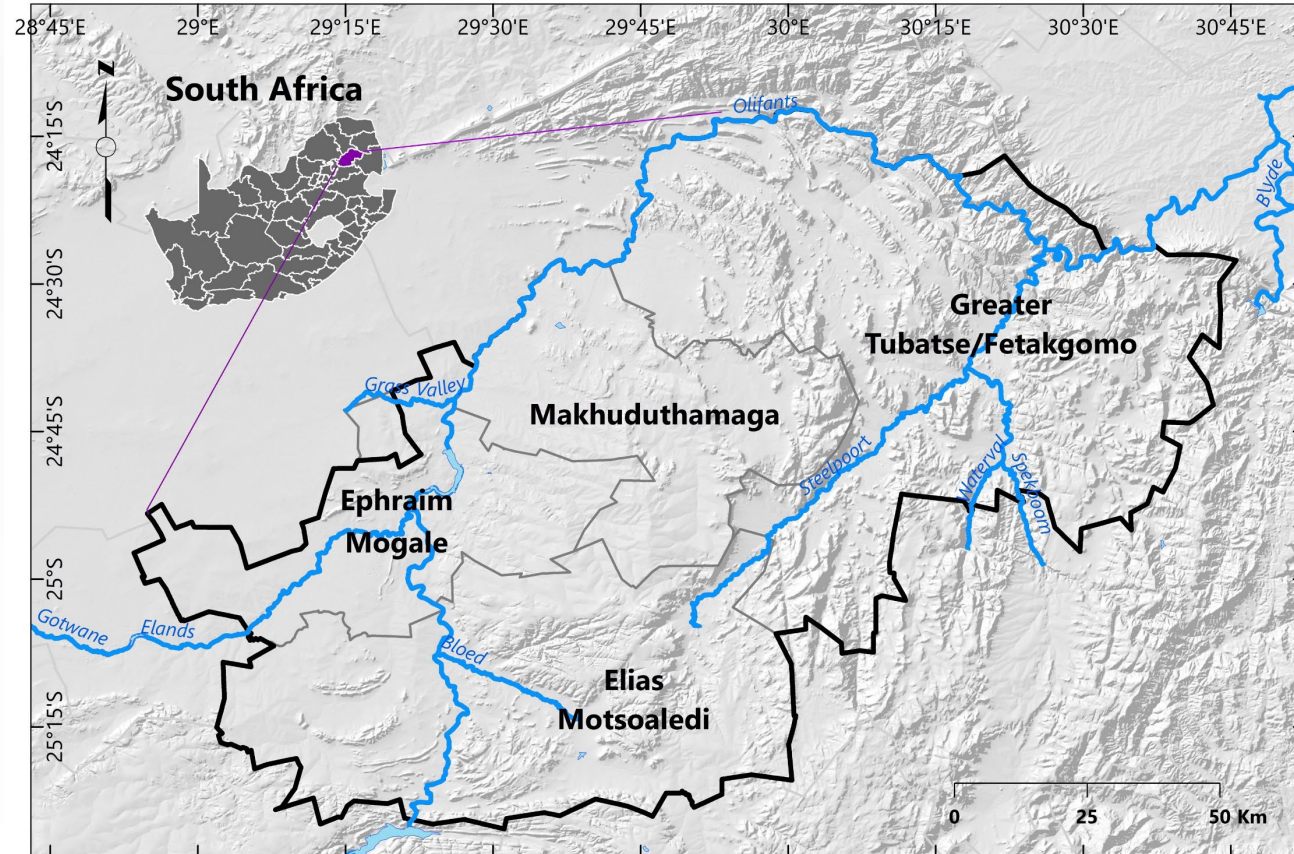 28°45'E
29°E
29°15'E
29°30'E
29°45'E
30°E
30°15'E
30°30'E
30°45'E
N
South Africa
Olifants
24°15'S
Blyde
24°30'S
Greater
Tubatse/Fetakgomo
Grass Valley
Makhuduthamaga
24°45'S
Steelpoort
Waterval
Spekboom
Ephraim
Mogale
25°S
Gotwane
Elands
Bloed
Elias
Motsoaledi
25°15'S
0
25
50 Km